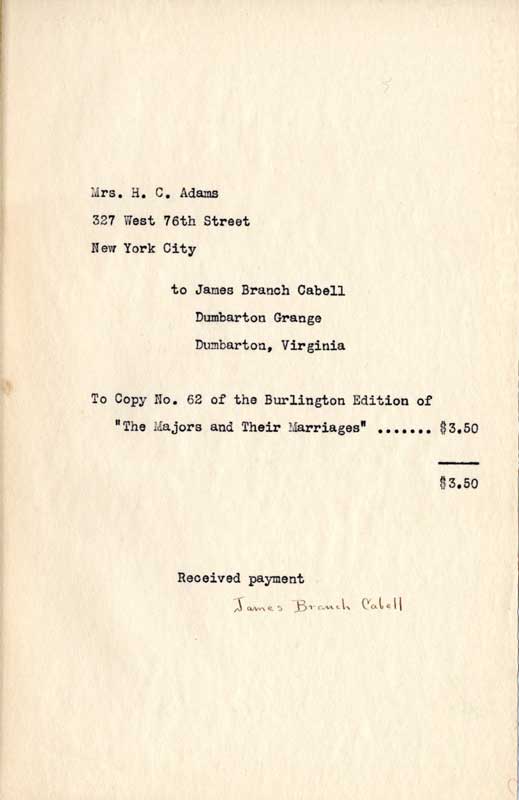 Mrs. H. C. Adams
327 West 76th Street
New York City
to James Branch Cabell
Dumbarton Grange
Dumbarton, Virginia
To Copy No. 62 of the Burlington Edition of
"The Majors and Their Marriages" ....... $3.50
$3.50
Received payment
James Branch Cabell